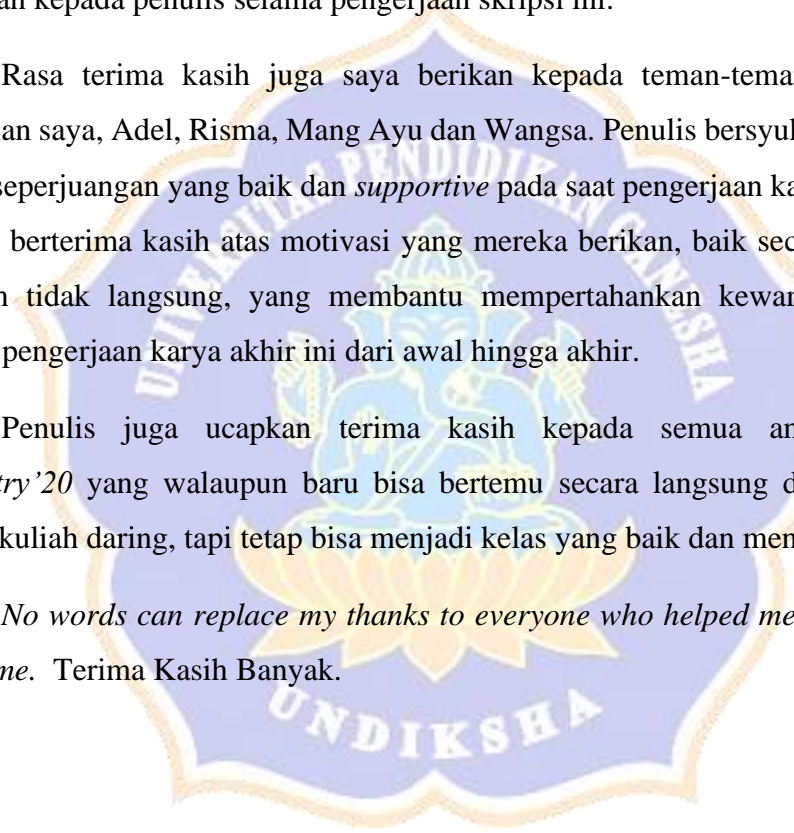 an kepada penulis selama pengerjaan skripsi ini.
Rasa terima kasih juga saya berikan kepada teman-tema
an saya, Adel, Risma, Mang Ayu dan Wangsa. Penulis bersyul
seperjuangan yang baik dan supportive pada saat pengerjaan ka
berterima kasih atas motivasi yang mereka berikan, baik sec
n tidak langsung, yang membantu mempertahankan kewar
pengerjaan karya akhir ini dari awal hingga akhir.
Penulis juga ucapkan terima kasih kepada semua an
try’20 yang walaupun baru bisa bertemu secara langsung d
kuliah daring, tapi tetap bisa menjadi kelas yang baik dan men
No words can replace my thanks to everyone who helped me
me. Terima Kasih Banyak.
UNIVERSITAS PENDIDIKAN GANESHA
UNDIKSHA